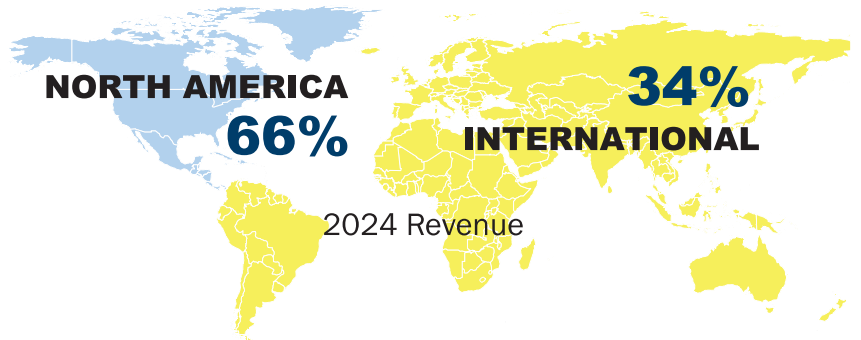 NORTH AMERICA
66%
34%
INTERNATIONAL
2024 Revenue